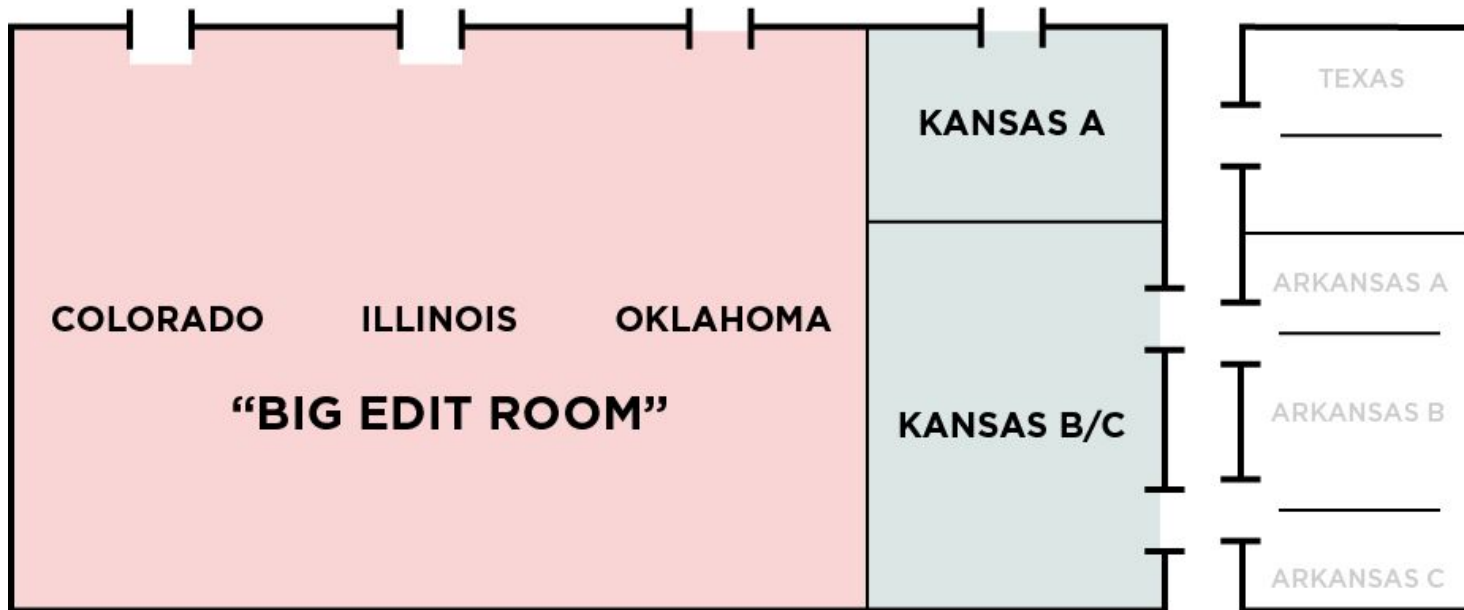 TEXAS
KANSAS A
ARKANSAS A
COLORADO ILLINOIS OKLAHOMA
“BIG EDIT ROOM”
KANSAS B/C
ARKANSAS B
ARKANSAS C